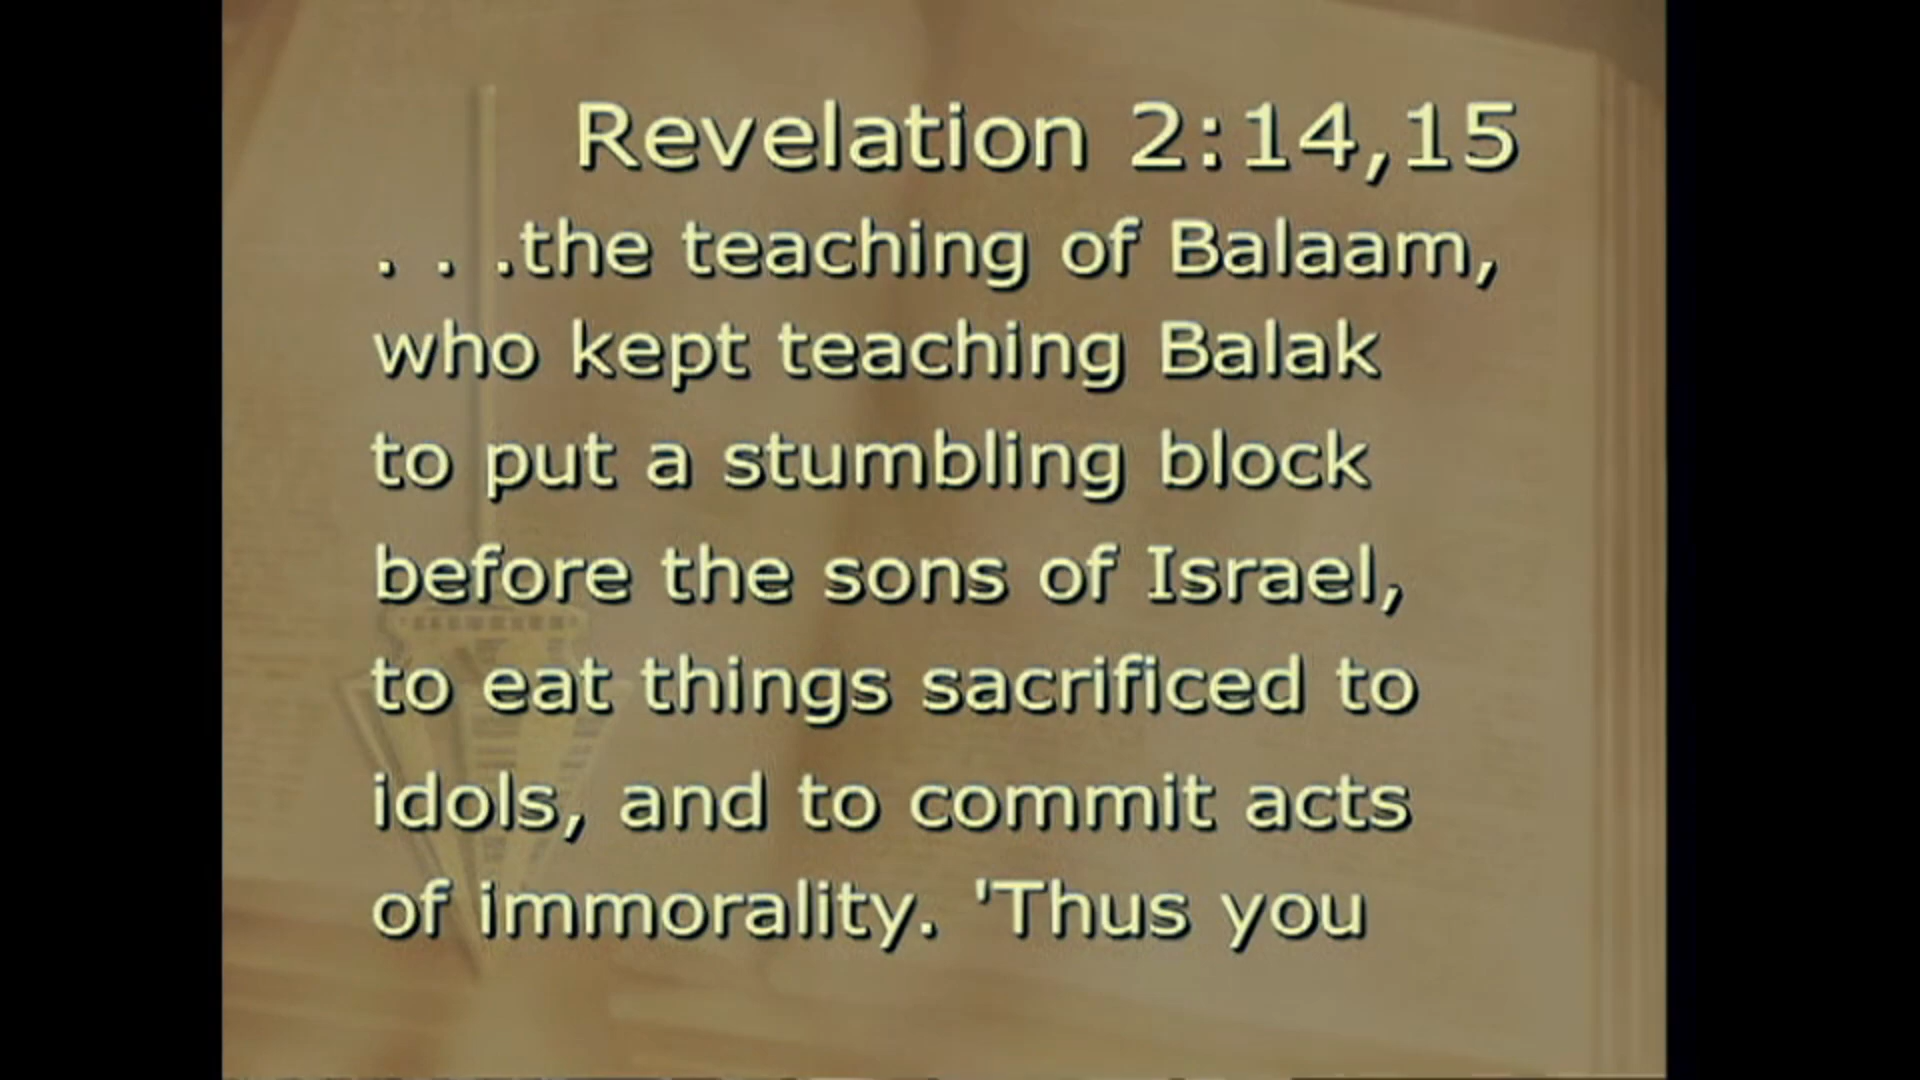 Revelation 2:14,15
. . .the teaching of Balaam,
who kept teaching Balak
to put a stumbling block
before the sons of Israel,
to eat things sacrificed to
idols, and to commit acts
of immorality. 'Thus you